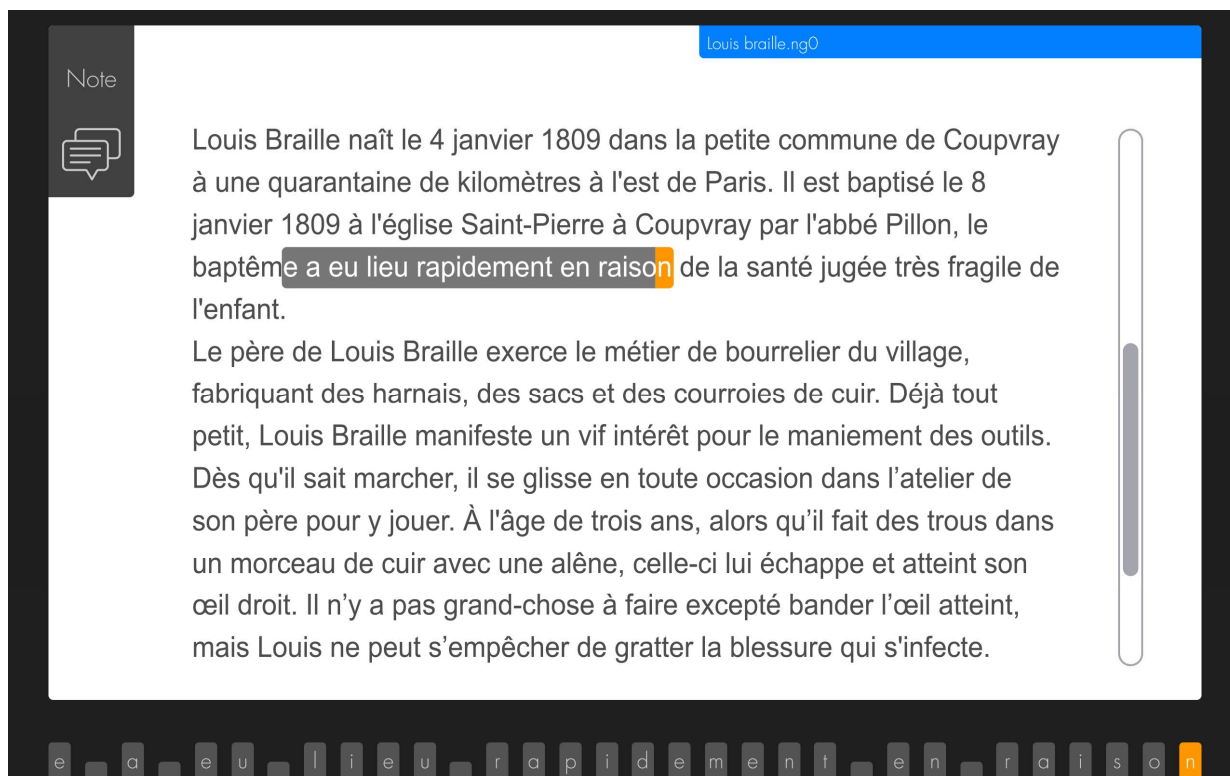 Louis braille.ng0
Note
Louis Braille naît le 4 janvier 1809 dans la petite commune de Coupvray
à une quarantaine de kilomètres à l'est de Paris. Il est baptisé le 8
janvier 1809 à l'église Saint-Pierre à Coupvray par l'abbé Pillon, le
baptême a eu lieu rapidement en raison de la santé jugée très fragile de
l'enfant.
Le père de Louis Braille exerce le métier de bourrelier du village,
fabriquant des harnais, des sacs et des courroies de cuir. Déjà tout
petit, Louis Braille manifeste un vif intérêt pour le maniement des outils.
Dès qu'il sait marcher, il se glisse en toute occasion dans l’atelier de
son père pour y jouer. À l'âge de trois ans, alors qu’il fait des trous dans
un morceau de cuir avec une alêne, celle-ci lui échappe et atteint son
œil droit. Il n’y a pas grand-chose à faire excepté bander l’œil atteint,
mais Louis ne peut s’empêcher de gratter la blessure qui s'infecte.
e a eu lieu rapidement en raison